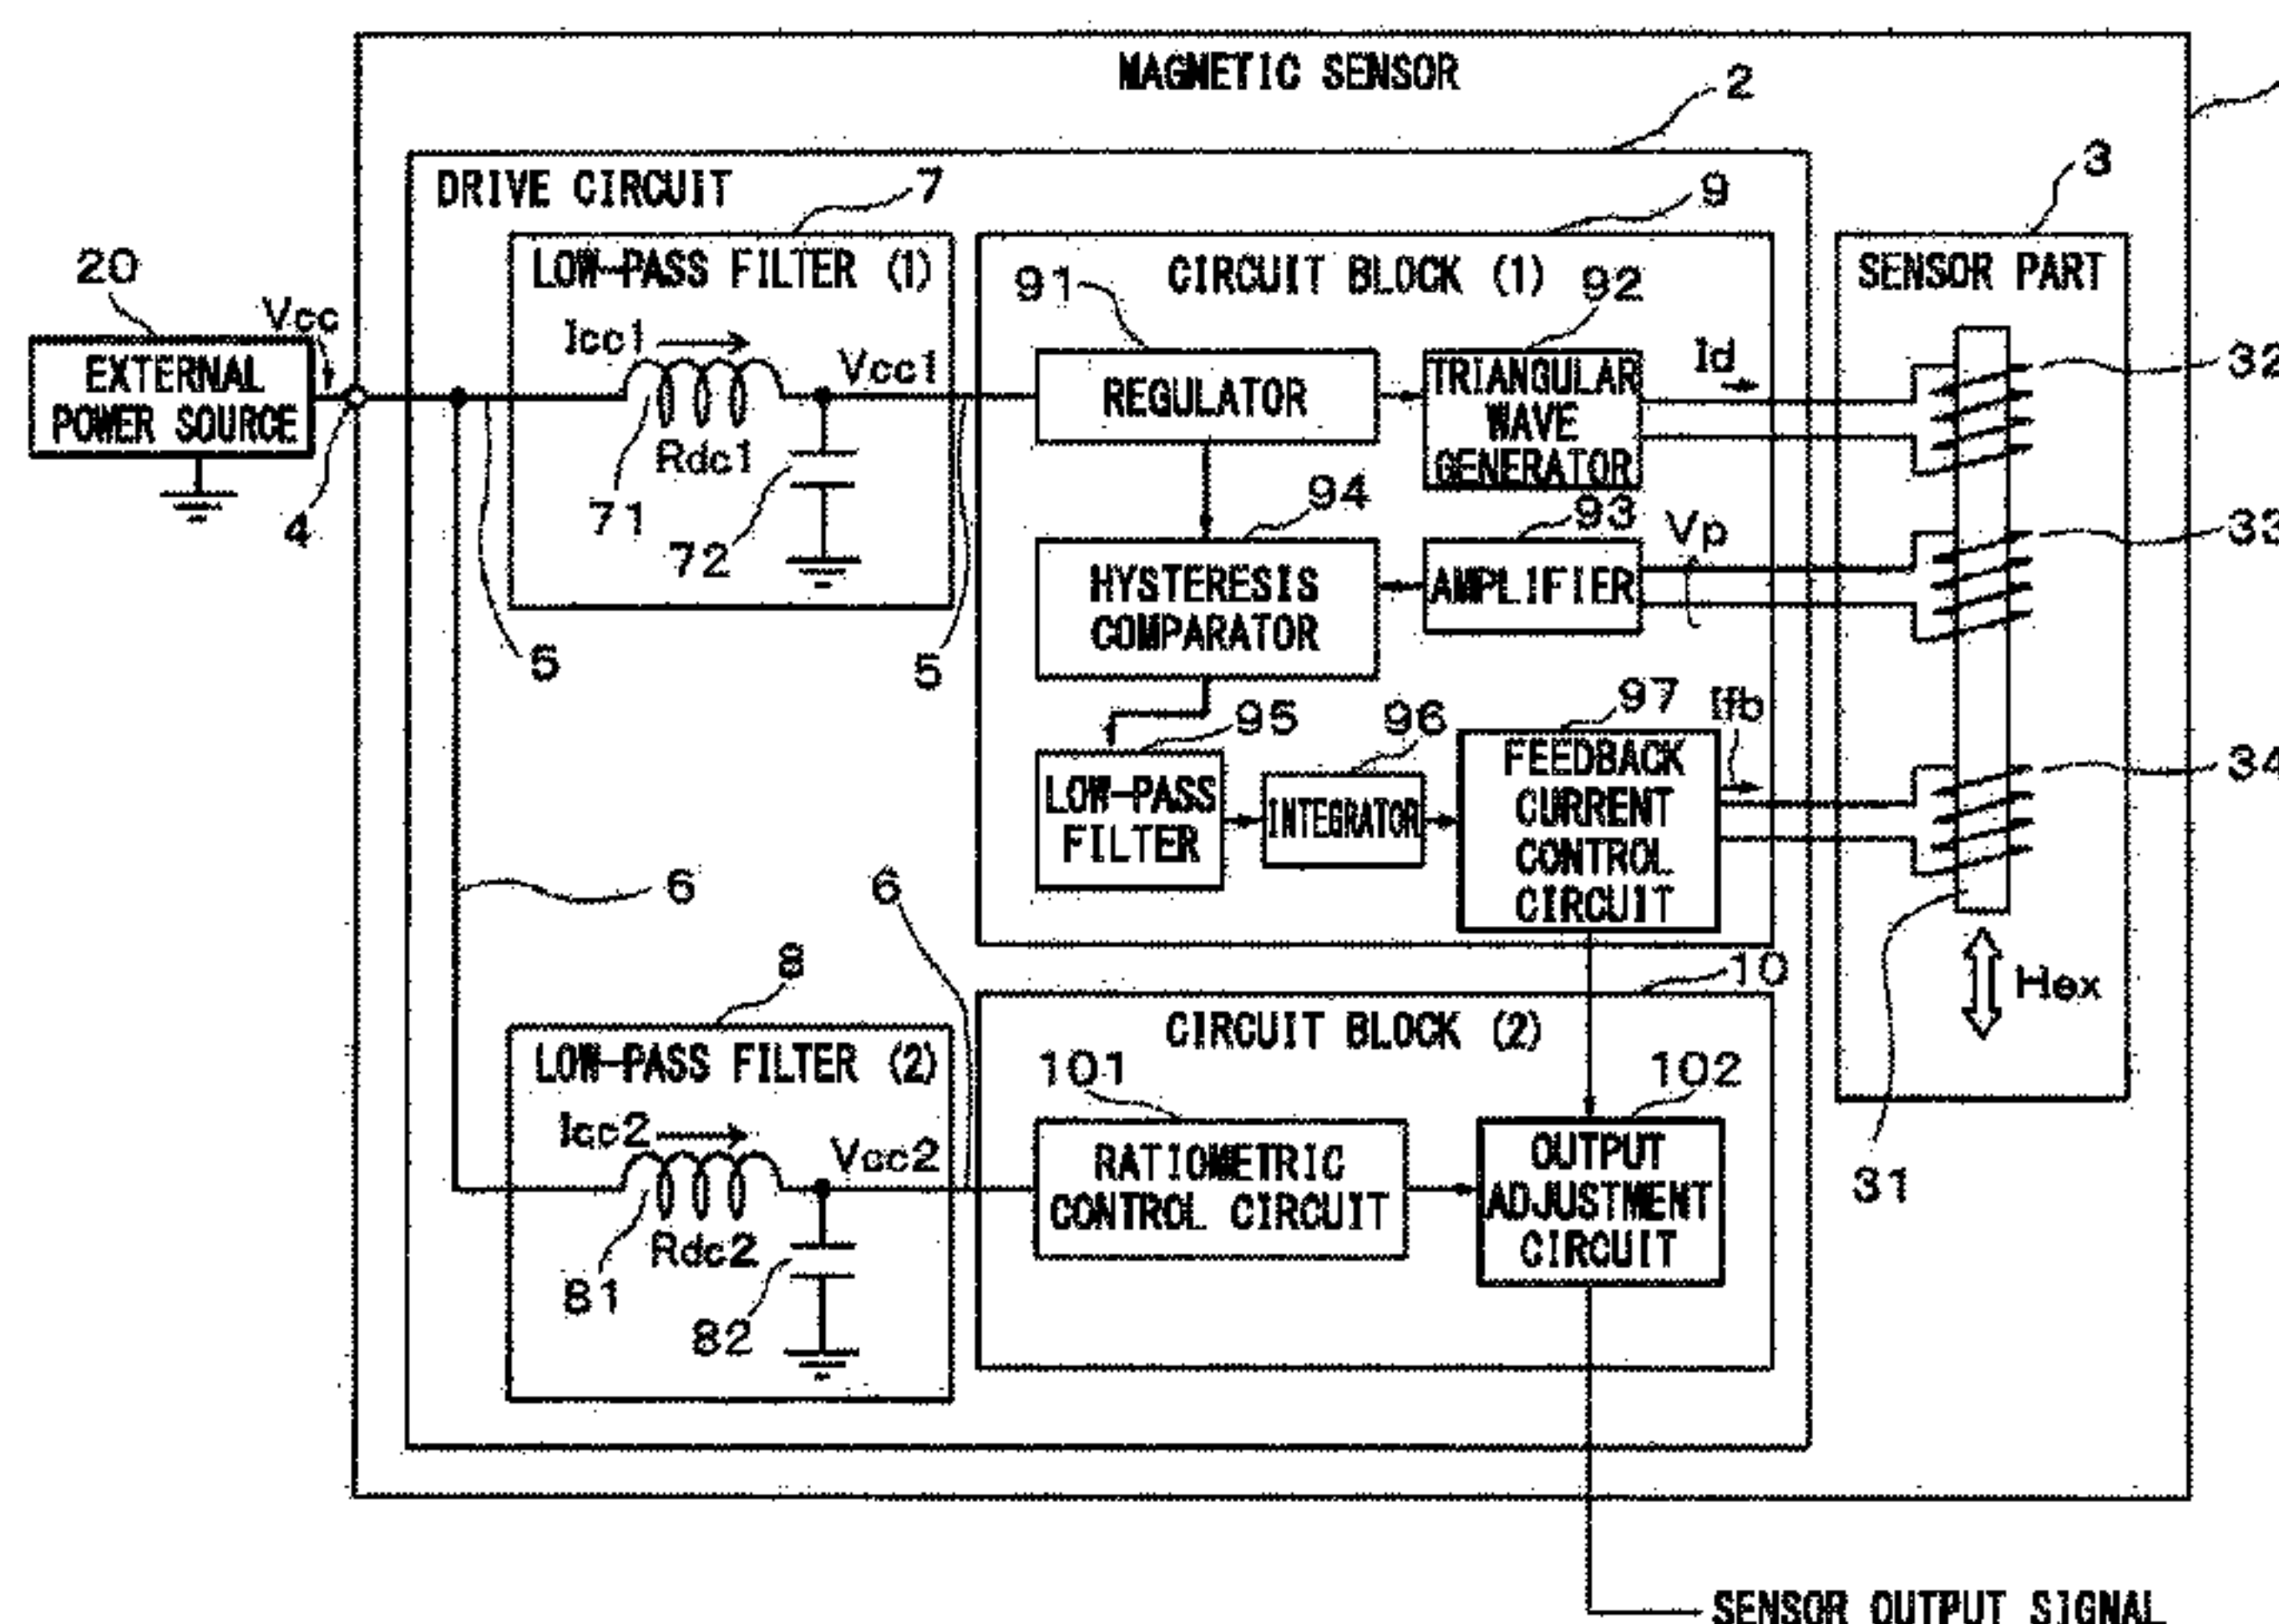 MAGNETIC SENSOR
2
DRIVE CIRCUIT
7
9
3
20
Vcc
LOW-PASS FILTER (1)
91
CIRCUIT BLOCK (1)
92
SENSOR PART
EXTERNAL
POWER SOURCE
4
Icc1
Vcc1
Rdc1
71
72
5
5
REGULATOR
TRIANGULAR
WAVE
GENERATOR
Id
32
94
93
Vp
33
HYSTERESIS
COMPARATOR
AMPLIFIER
95
96
97
Ifb
34
LOW-PASS
FILTER
INTEGRATOR
FEEDBACK
CURRENT
CONTROL
CIRCUIT
6
6
31
Hex
8
10
LOW-PASS FILTER (2)
CIRCUIT BLOCK (2)
101
102
Icc2
Vcc2
Rdc2
81
82
RATIOMETRIC
CONTROL CIRCUIT
OUTPUT
ADJUSTMENT
CIRCUIT
SENSOR OUTPUT SIGNAL